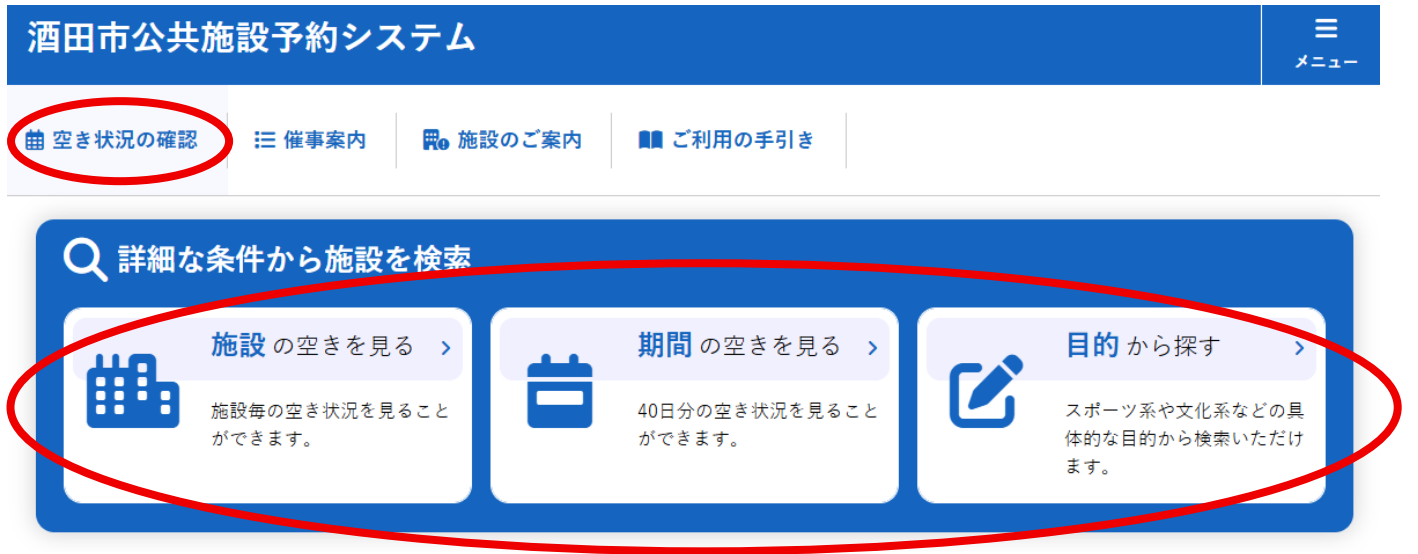 酒田市公共施設予約システム
メニュー
空き状況の確認
催事案内
施設のご案内
ご利用の手引き
詳細な条件から施設を検索
施設 の空きを見る
施設毎の空き状況を見ること
ができます。
期間 の空きを見る
40日分の空き状況を見ること
ができます。
目的 から探す
スポーツ系や文化系などの具
体的な目的から検索いただけ
ます。